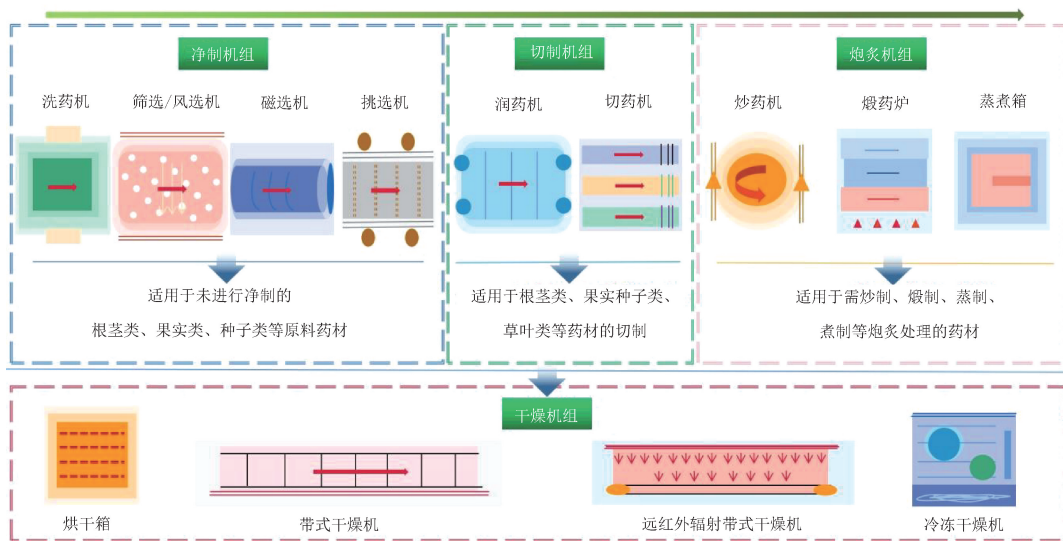 净制机组
切制机组
炮炙机组
洗药机
筛选/风选机
磁选机
挑选机
润药机
切药机
炒药机
煅药炉
蒸煮箱
适用于未进行净制的
根茎类、果实类、种子类等原料药材
适用于根茎类、果实种子类、
草叶类等药材的切制
适用于需炒制、煅制、蒸制、
煮制等炮炙处理的药材
干燥机组
烘干箱
带式干燥机
远红外辐射带式干燥机
冷冻干燥机